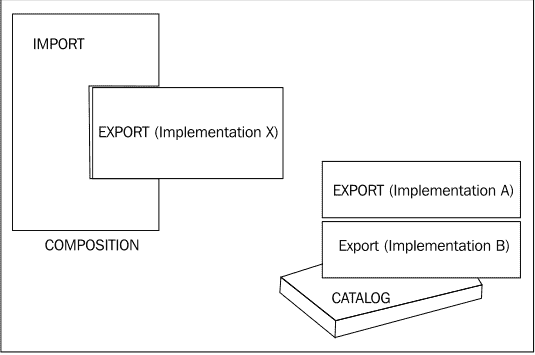 IMPORT
EXPORT (Implementation X)
EXPORT (Implementation A)
Export (Implementation B)
COMPOSITION
CATALOG